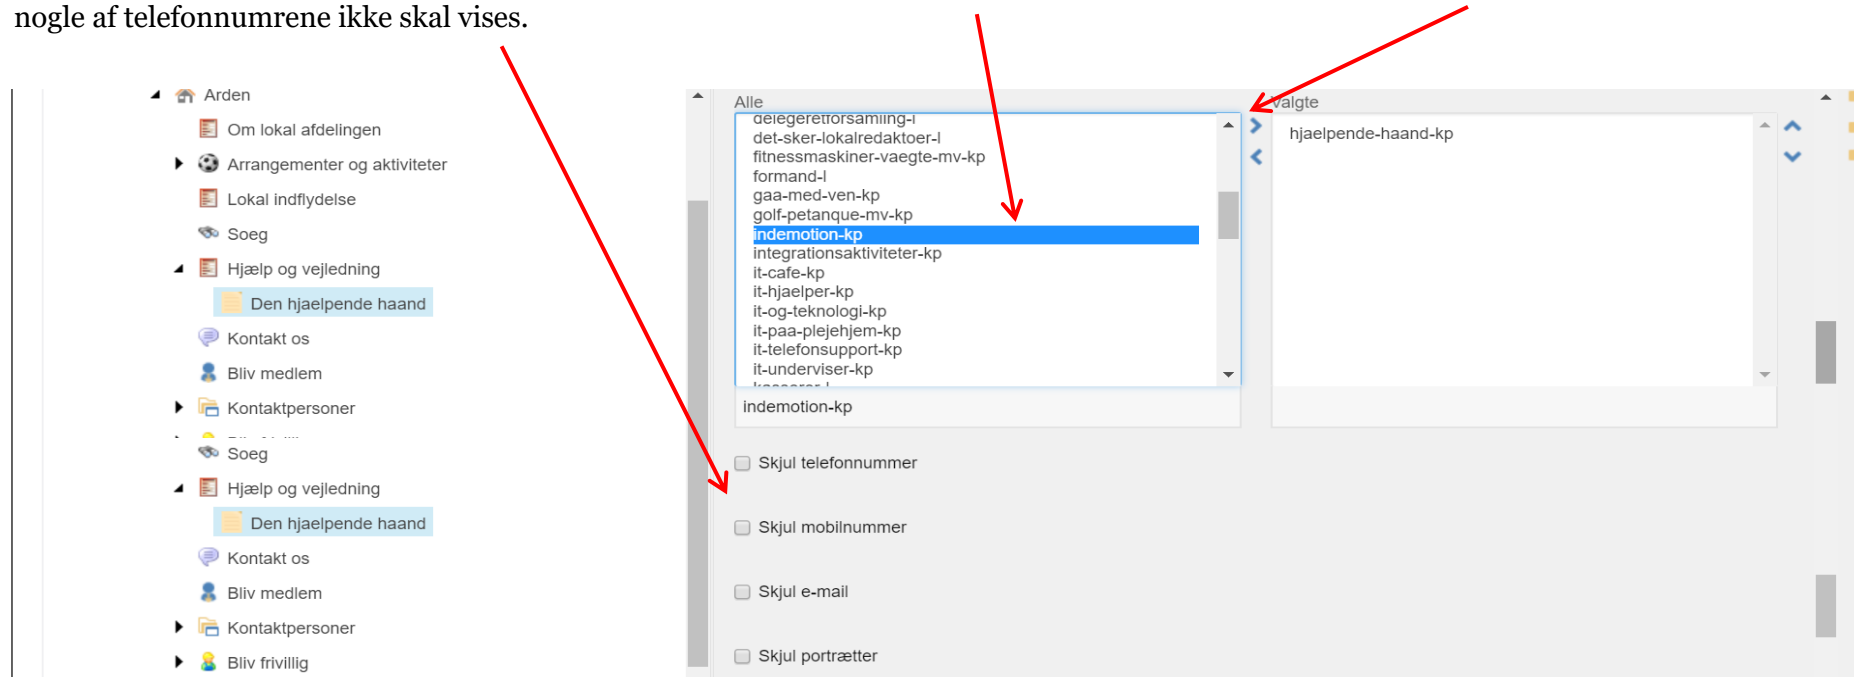 nogle af telefonnumrene ikke skal vises.
Arden
Om lokal afdelingen
Arrangementer og aktiviteter
Lokal indflydelse
Soeg
Hjælp og vejledning
Den hjaelpende haand
Kontakt os
Bliv medlem
Kontaktpersoner
Soeg
Hjælp og vejledning
Den hjaelpende haand
Kontakt os
Bliv medlem
Kontaktpersoner
Bliv frivillig
Alle
delegeretforsamling-l
det-sker-lokalredaktoer-l
fitnessmaskiner-vaegte-mv-kp
formand-l
gaa-med-ven-kp
golf-petanque-mv-kp
indemotion-kp
integrationsaktiviteter-kp
it-cafe-kp
it-hjaelper-kp
it-og-teknologi-kp
it-paa-plejehjem-kp
it-telefonsupport-kp
it-underviser-kp
indemotion-kp
Valgte
hjaelpende-haand-kp
Skjul telefonnummer
Skjul mobilnummer
Skjul e-mail
Skjul portrætter